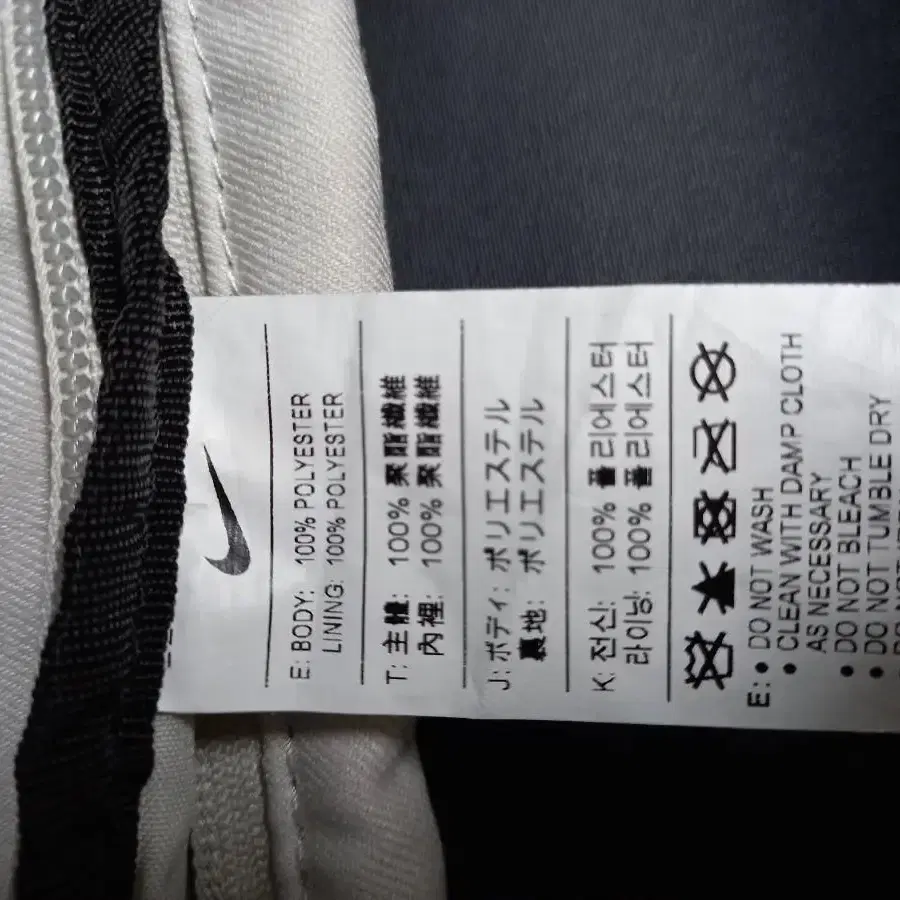 E: BODY: 100% POLYESTER
LINING: 100% POLYESTER
T: 主體: 100% 聚酯纖維
內裡: 100% 聚酯纖維
J: ボディ: ポリエステル
裏地: ポリエステル
K: 전신: 100% 폴리에스터
라이닝: 100% 폴리에스터
E: • DO NOT WASH
• CLEAN WITH DAMP CLOTH
AS NECESSARY
• DO NOT BLEACH
• DO NOT TUMBLE DRY